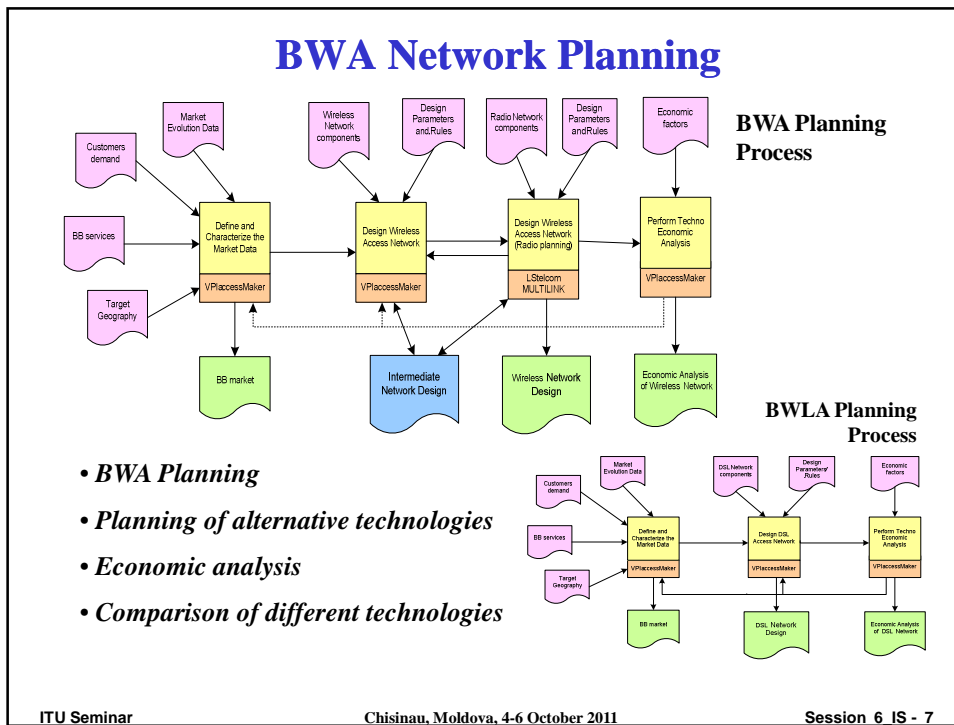 BWA Network Planning
BWA Planning
Process
Customers
demand
Market
Evolution Data
Wireless
Network
components
Design
Parameters
and.Rules
Radio Network
components
Design
Parameters
andRules
Economic
factors
BB services
Target
Geography
Define and
Characterize the
Market Data
VPIaccessMaker
Design Wireless
Access Network
VPIaccessMaker
Design Wireless
Access Network
(Radio planning)
LStelcom
MULTILINK
Perform Techno
Economic
Analysis
VPIaccessMaker
BB market
Intermediate
Network Design
Wireless Network
Design
Economic Analysis
of Wireless Network
BWLA Planning
Process
• BWA Planning
• Planning of alternative technologies
• Economic analysis
• Comparison of different technologies
Customers
demand
Market
Evolution Data
DSL Network
components
Design
Parameters/
Rules
Economic
factors
BB services
Target
Geography
Define and
Characterize the
Market Data
VPIaccessMaker
Design DSL
Access Network
VPIaccessMaker
Perform Techno
Economic
Analysis
VPIaccessMaker
BB market
DSL Network
Design
Economic Analysis
of DSL Network
ITU Seminar
Chisinau, Moldova, 4-6 October 2011
Session 6_IS - 7